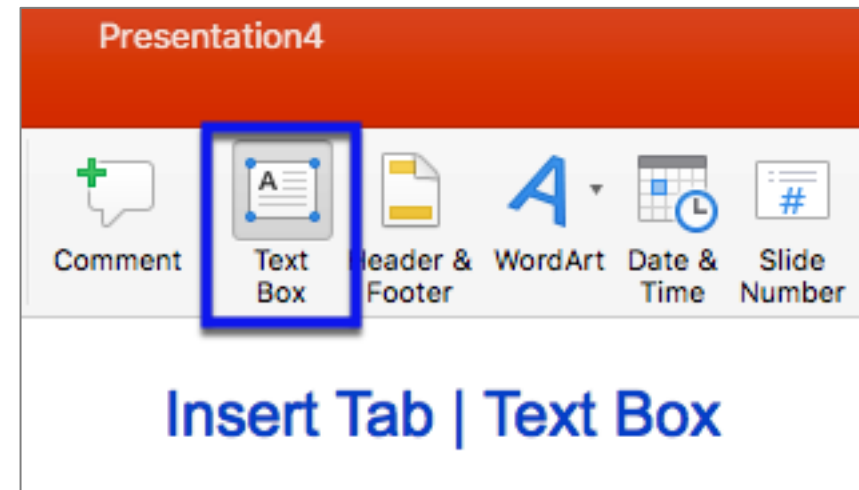 Presentation4
Comment
Text
Box
Header &
Footer
WordArt
Date &
Time
Slide
Number
A
A
#
Insert Tab | Text Box